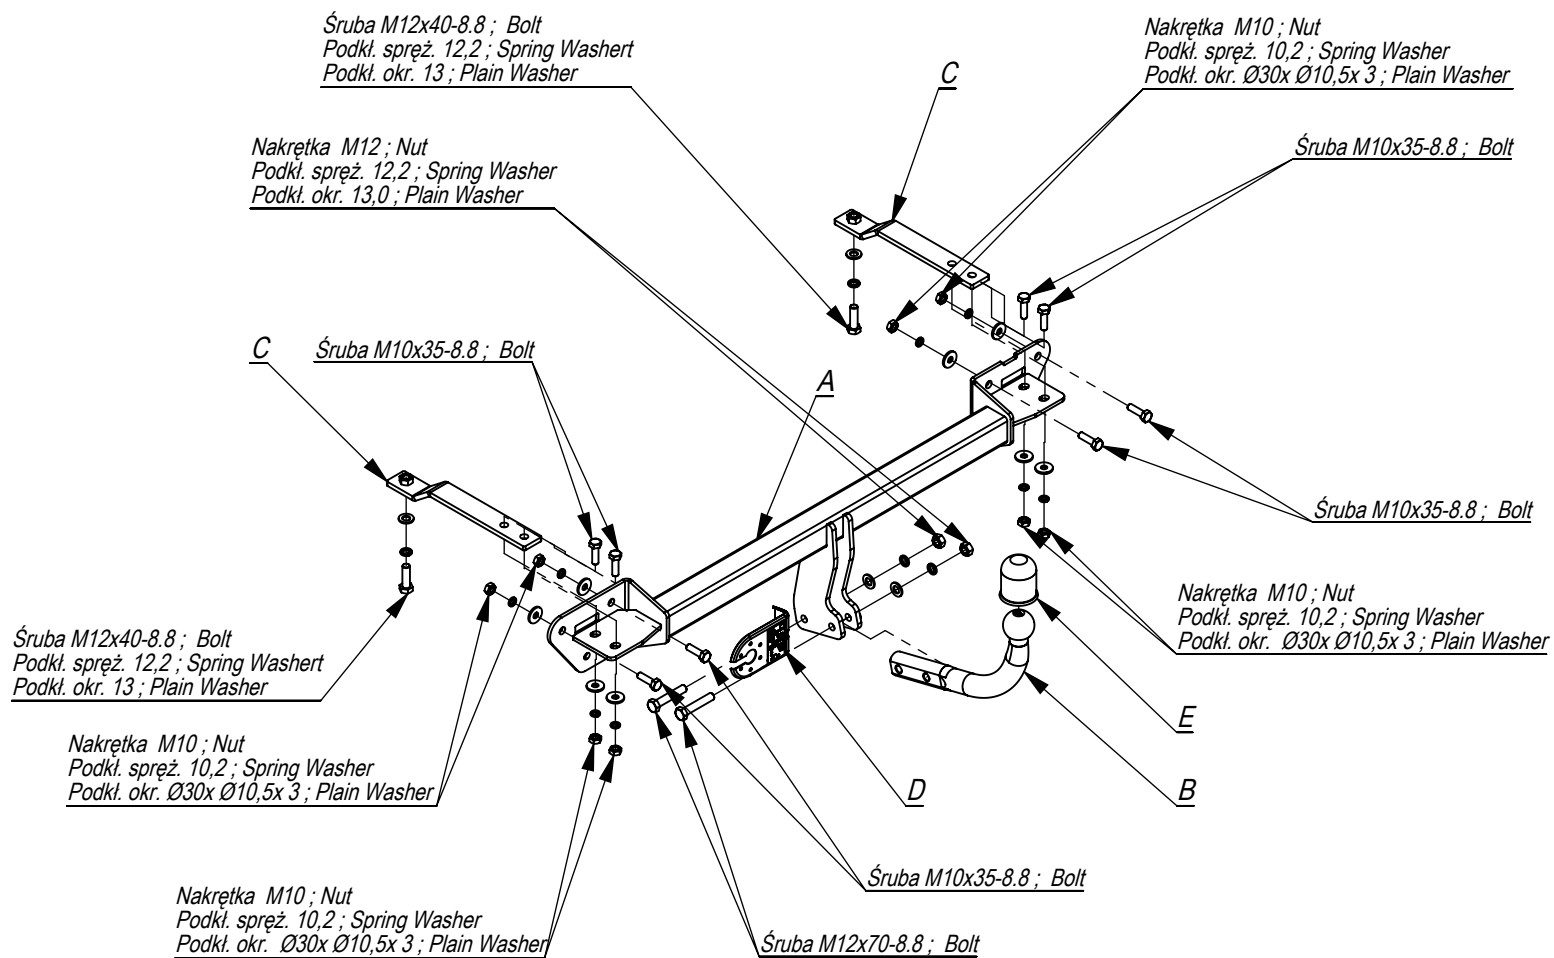 Śruba M12x40-8.8 ; Bolt
Podkł. spręż. 12,2 ; Spring Washert
Podkł. okr. 13 ; Plain Washer
Nakrętka M10 ; Nut
Podkł. spręż. 10,2 ; Spring Washer
Podkł. okr. Ø30x Ø10,5x 3 ; Plain Washer
C
Nakrętka M12 ; Nut
Podkł. spręż. 12,2 ; Spring Washer
Podkł. okr. 13,0 ; Plain Washer
Śruba M10x35-8.8 ; Bolt
C
Śruba M10x35-8.8 ; Bolt
A
Śruba M10x35-8.8 ; Bolt
Nakrętka M10 ; Nut
Podkł. spręż. 10,2 ; Spring Washer
Podkł. okr. Ø30x Ø10,5x 3 ; Plain Washer
Śruba M12x40-8.8 ; Bolt
Podkł. spręż. 12,2 ; Spring Washert
Podkł. okr. 13 ; Plain Washer
E
Nakrętka M10 ; Nut
Podkł. spręż. 10,2 ; Spring Washer
Podkł. okr. Ø30x Ø10,5x 3 ; Plain Washer
D
B
Śruba M10x35-8.8 ; Bolt
Nakrętka M10 ; Nut
Podkł. spręż. 10,2 ; Spring Washer
Podkł. okr. Ø30x Ø10,5x 3 ; Plain Washer
Śruba M12x70-8.8 ; Bolt